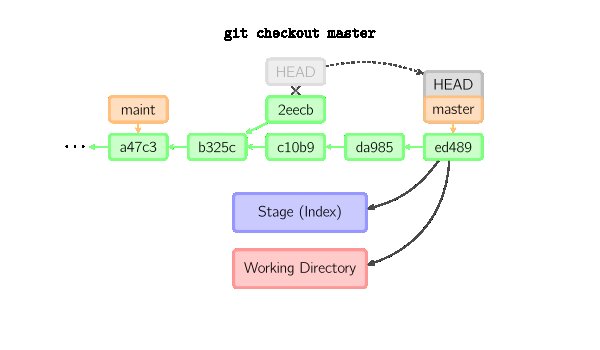 git checkout master
HEAD
HEAD
maint
2eecb
master
...
a47c3
b325c
c10b9
da985
ed489
Stage (Index)
Working Directory